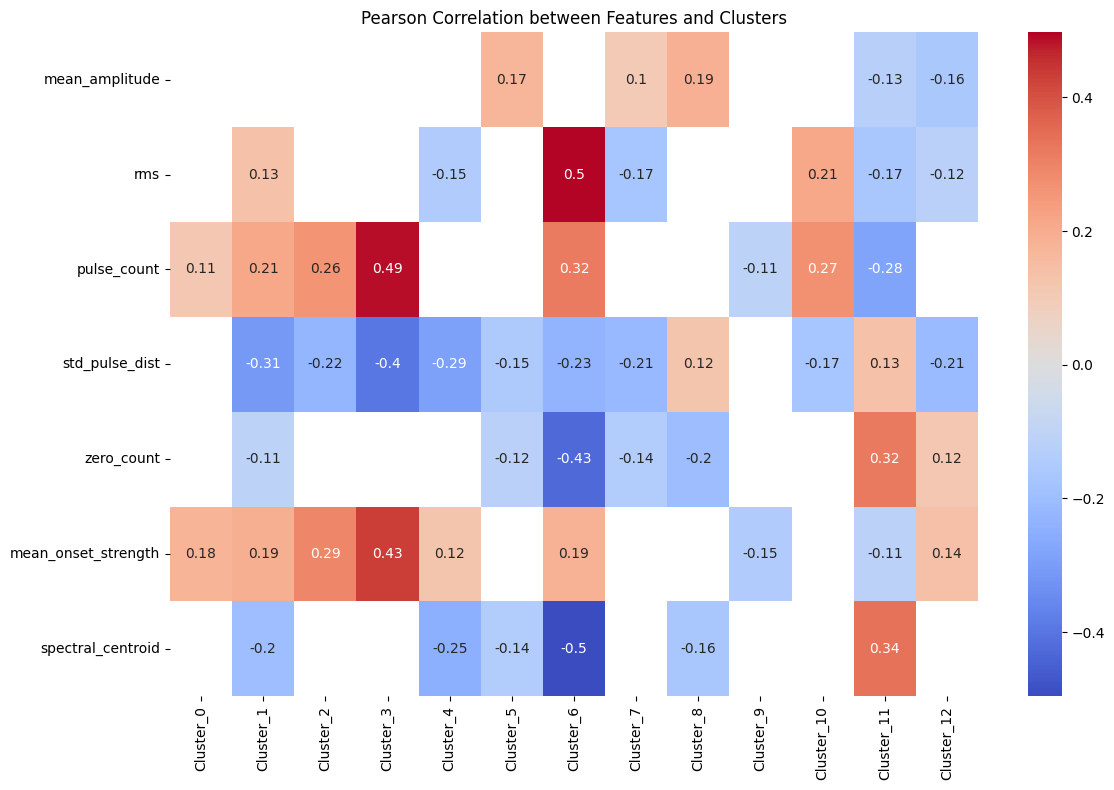 Pearson Correlation between Features and Clusters
mean_amplitude 0.17 0.1 0.19 -0.13 -0.16
rms 0.13 -0.15 0.5 -0.17 0.21 -0.17 -0.12
pulse_count 0.11 0.21 0.26 0.49 0.32 -0.11 0.27 -0.28
std_pulse_dist -0.31 -0.22 -0.4 -0.29 -0.15 -0.23 -0.21 0.12 -0.17 0.13 -0.21
zero_count -0.11 -0.12 -0.43 -0.14 -0.2 0.32 0.12
mean_onset_strength 0.18 0.19 0.29 0.43 0.12 0.19 -0.15 -0.11 0.14
spectral_centroid -0.2 -0.25 -0.14 -0.5 -0.16 0.34
Cluster_0 Cluster_1 Cluster_2 Cluster_3 Cluster_4 Cluster_5 Cluster_6 Cluster_7 Cluster_8 Cluster_9 Cluster_10 Cluster_11 Cluster_12
0.4
0.2
0.0
−0.2
−0.4